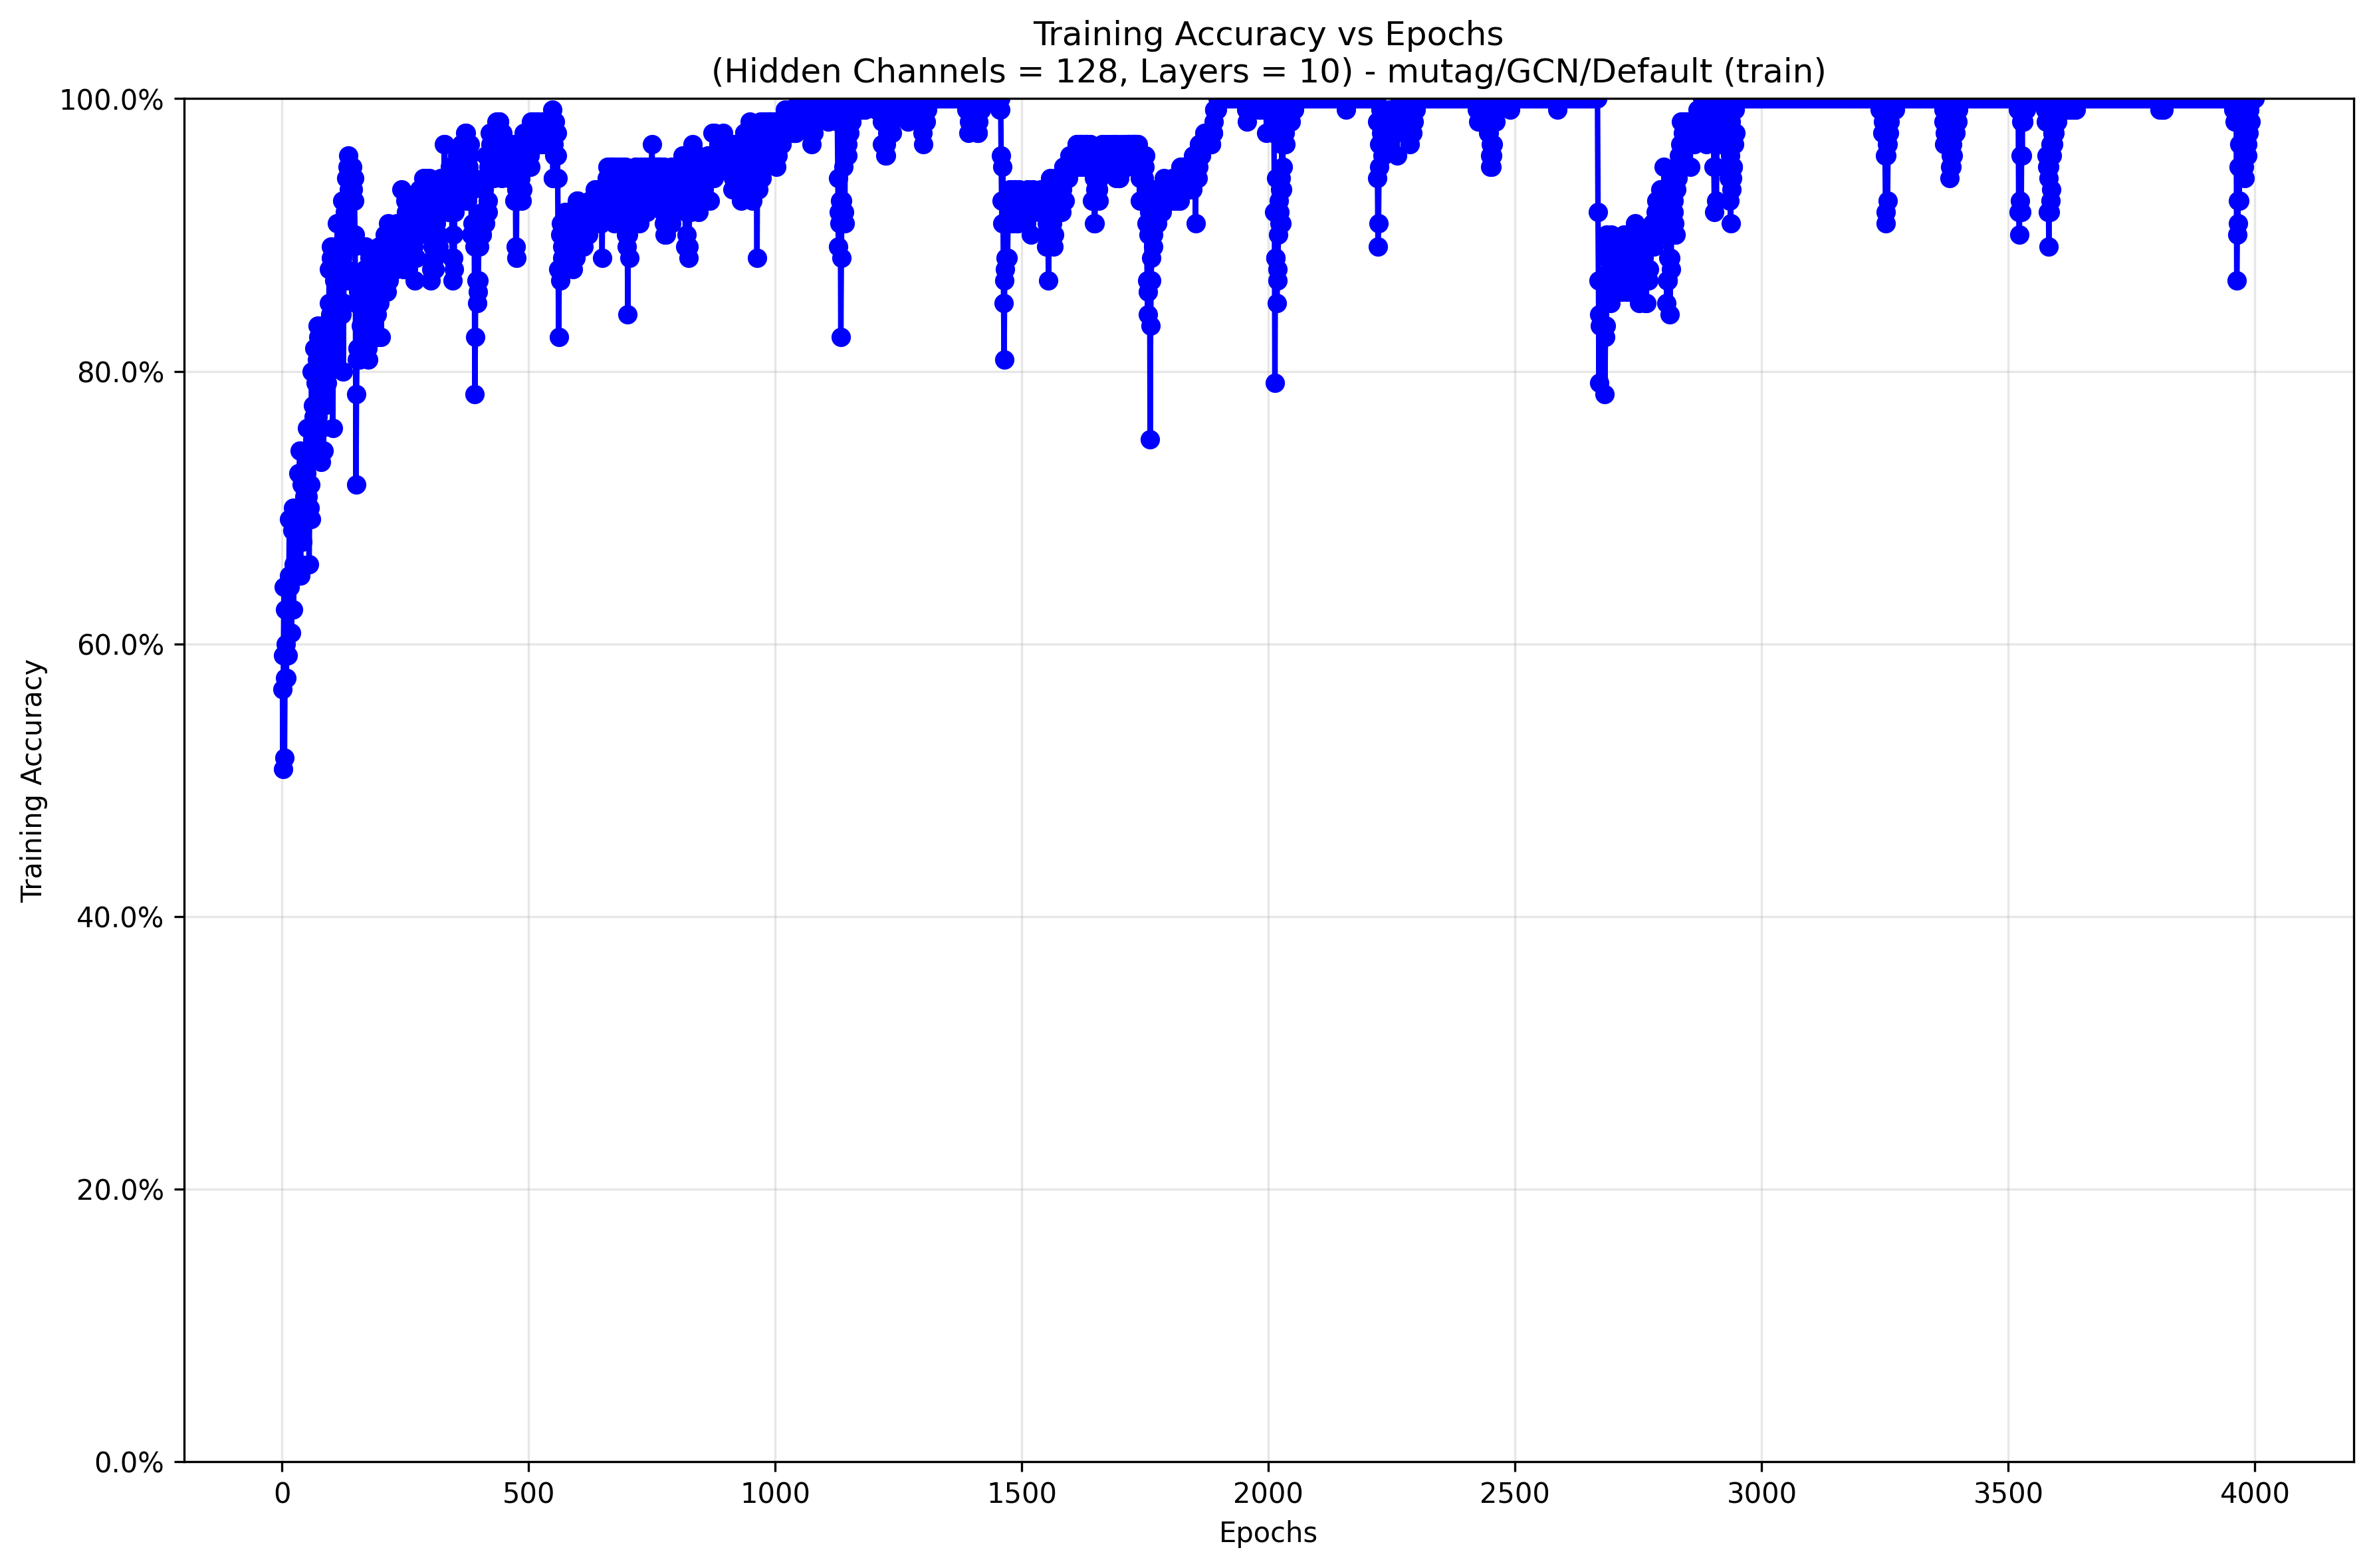 Training Accuracy vs Epochs
(Hidden Channels = 128, Layers = 10) - mutag/GCN/Default (train)
100.0%
80.0%
60.0%
40.0%
20.0%
0.0%
Training Accuracy
0 500 1000 1500 2000 2500 3000 3500 4000
Epochs